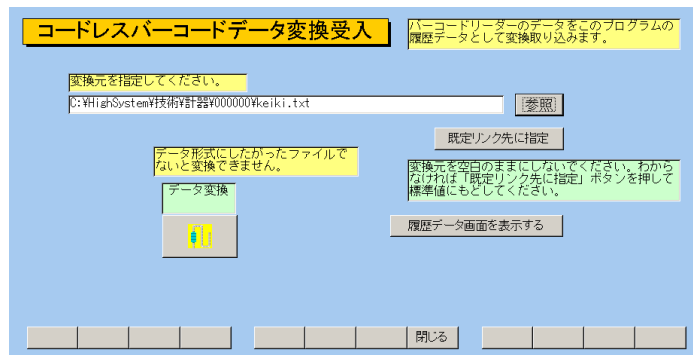 コードレスバーコードデータ変換受入
バーコードリーダーのデータをこのプログラムの
履歴データとして変換取り込みます。
変換元を指定してください。
C:¥HighSystem¥技術¥計器¥000000¥keiki.txt
参照
既定リンク先に指定
データ形式にしたがったファイルで
ないと変換できません。
変換元を空白のままにしないでください。わから
なければ「既定リンク先に指定」ボタンを押して
標準値にもどしてください。
データ変換
履歴データ画面を表示する
閉じる